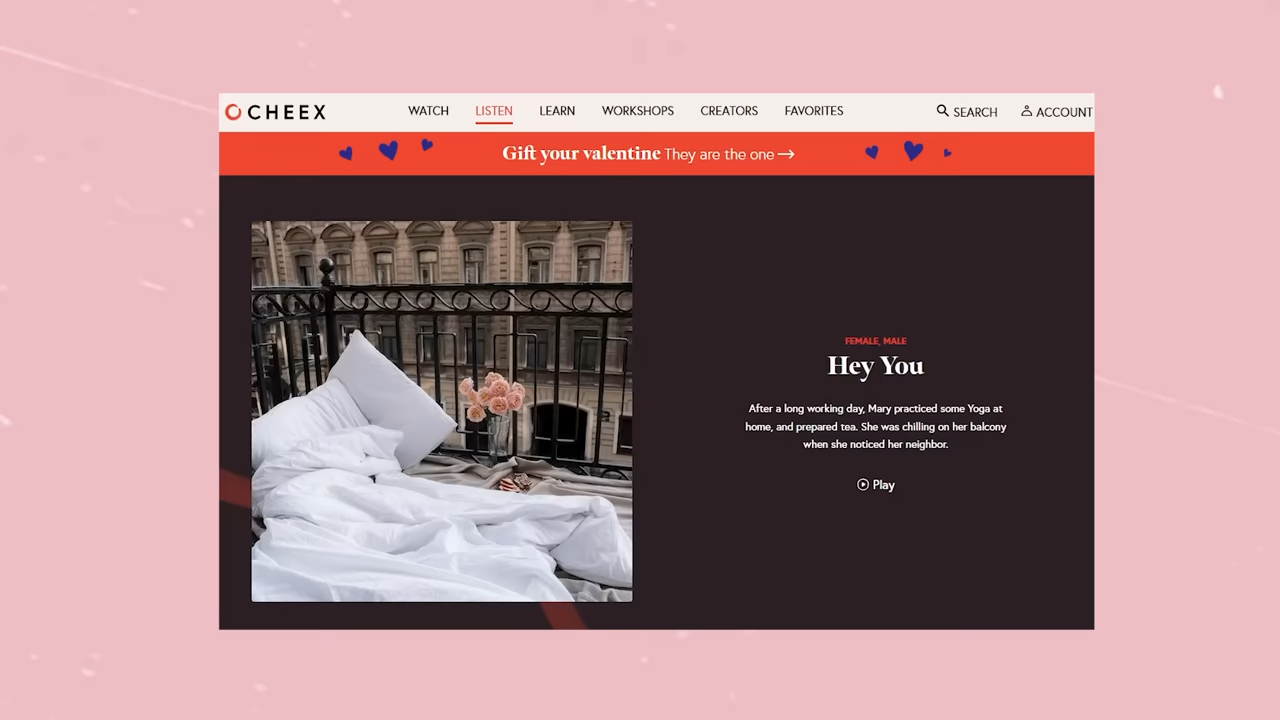 CHEEX
WATCH
LISTEN
LEARN
WORKSHOPS
CREATORS
FAVORITES
SEARCH
ACCOUNT
Gift your valentine They are the one →
FEMALE, MALE
Hey You
After a long working day, Mary practiced some Yoga at
home, and prepared tea. She was chilling on her balcony
when she noticed her neighbor.
Play